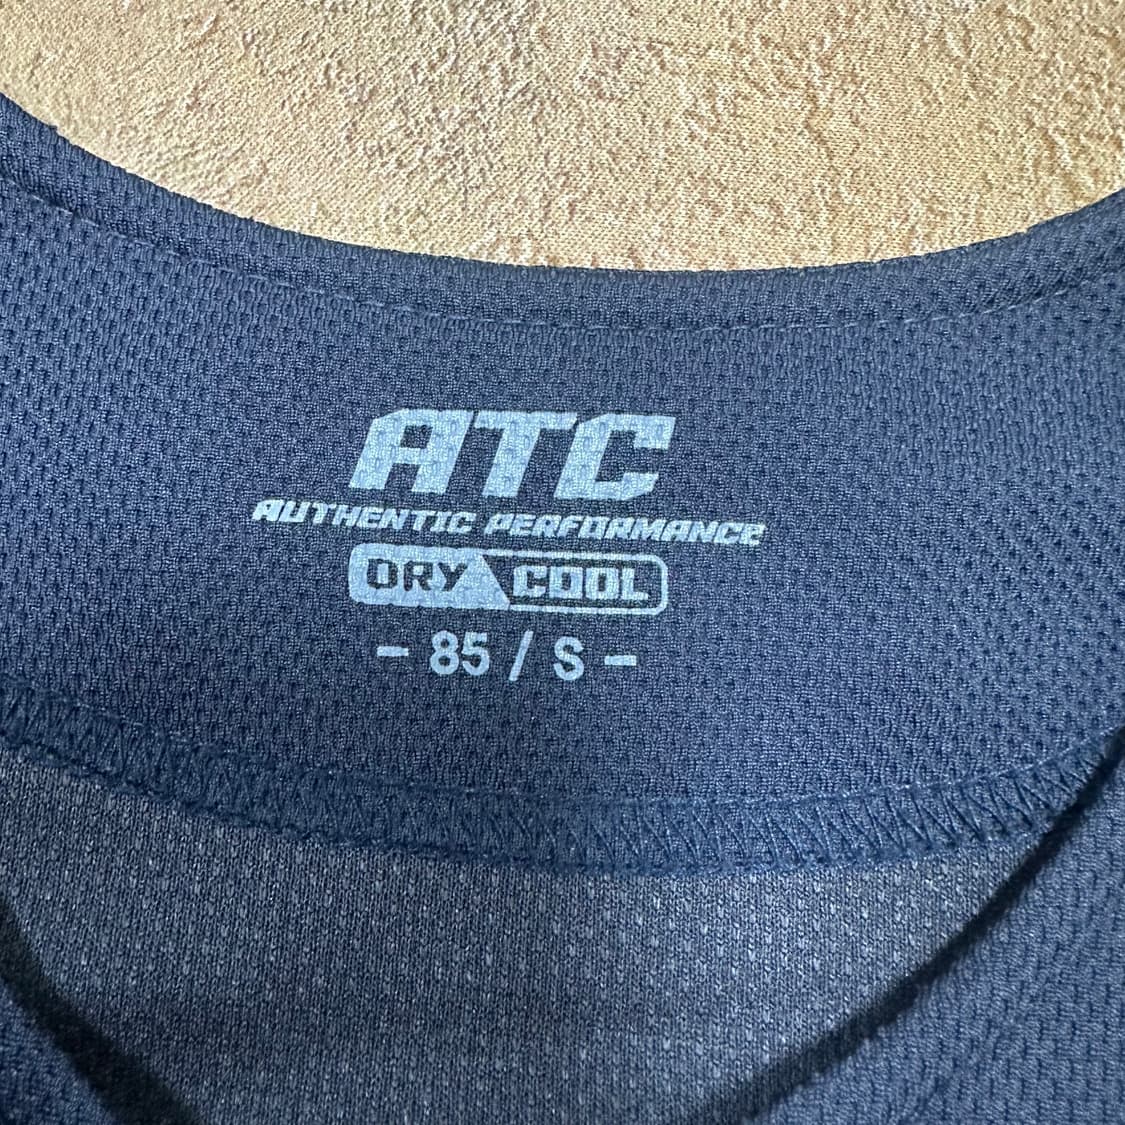 ATC
AUTHENTIC PERFORMANCE
DRY COOL
- 85 / S -